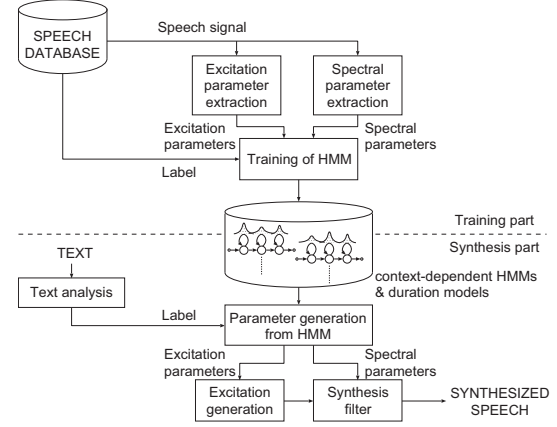 SPEECH
DATABASE
Speech signal
Excitation
parameter
extraction
Spectral
parameter
extraction
Excitation
parameters
Spectral
parameters
Label
Training of HMM
Training part
Synthesis part
context-dependent HMMs
& duration models
TEXT
Text analysis
Label
Parameter generation
from HMM
Excitation
parameters
Spectral
parameters
Excitation
generation
Synthesis
filter
SYNTHESIZED
SPEECH